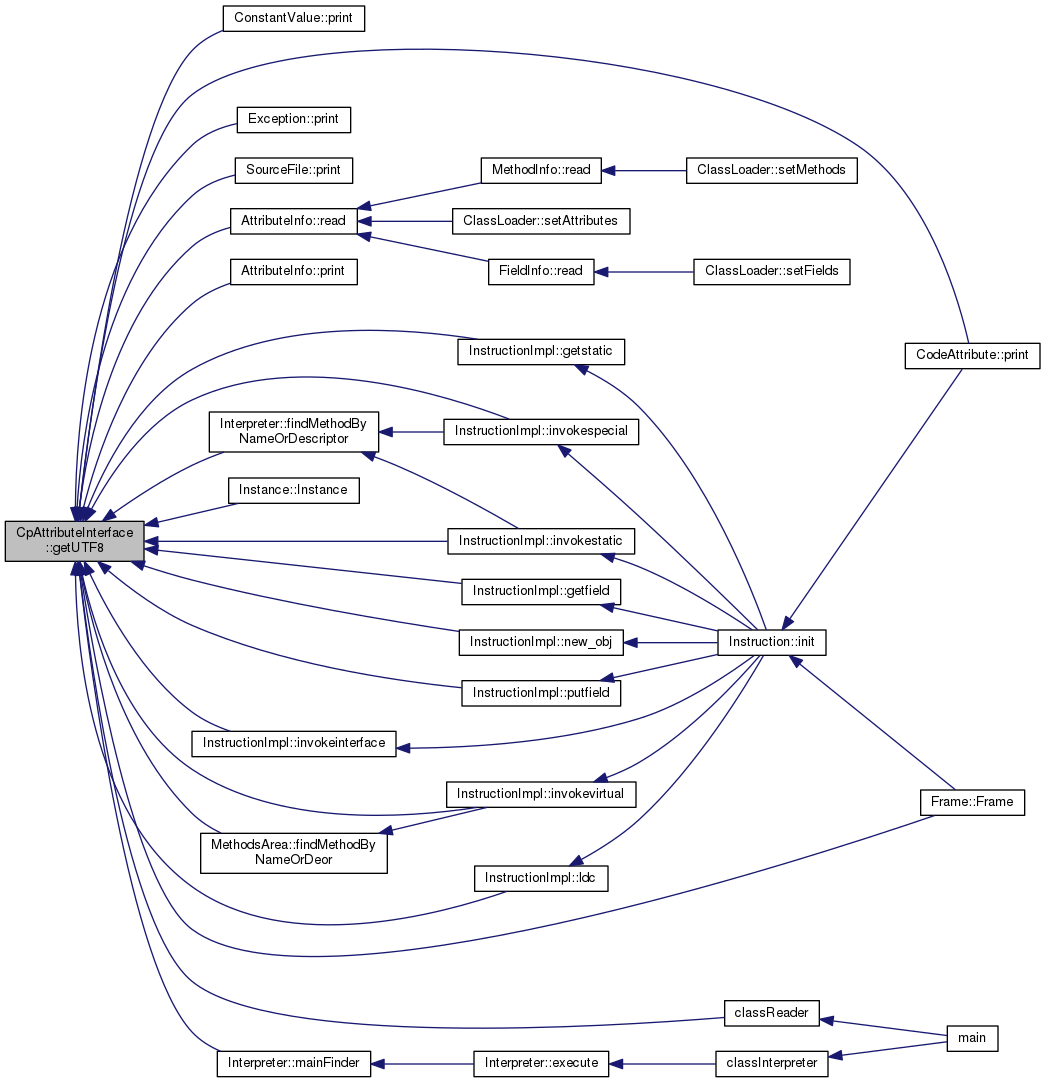 ConstantValue::print
Exception::print
SourceFile::print
MethodInfo::read
ClassLoader::setMethods
AttributeInfo::read
ClassLoader::setAttributes
AttributeInfo::print
FieldInfo::read
ClassLoader::setFields
InstructionImpl::getstatic
CodeAttribute::print
Interpreter::findMethodBy
NameOrDescriptor
InstructionImpl::invokespecial
Instance::Instance
CpAttributeInterface
::getUTF8
InstructionImpl::invokestatic
InstructionImpl::getfield
InstructionImpl::new_obj
Instruction::init
InstructionImpl::putfield
InstructionImpl::invokeinterface
InstructionImpl::invokevirtual
Frame::Frame
MethodsArea::findMethodBy
NameOrDeor
InstructionImpl::ldc
classReader
main
Interpreter::mainFinder
Interpreter::execute
classInterpreter